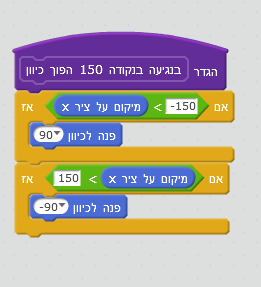 הגדר בנגיעה בנקודה 150 הפוך כיוון
אם -150 > מיקום על ציר x אז
פנה לכיוון 90
אם מיקום על ציר x > 150 אז
פנה לכיוון -90